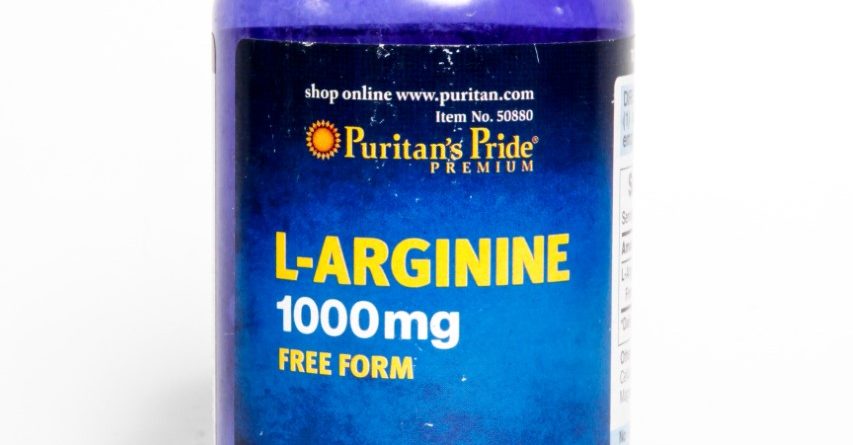 shop online www.puritan.com
Item No. 50880
Puritan's Pride®
PREMIUM
L-ARGININE
1000mg
FREE FORM